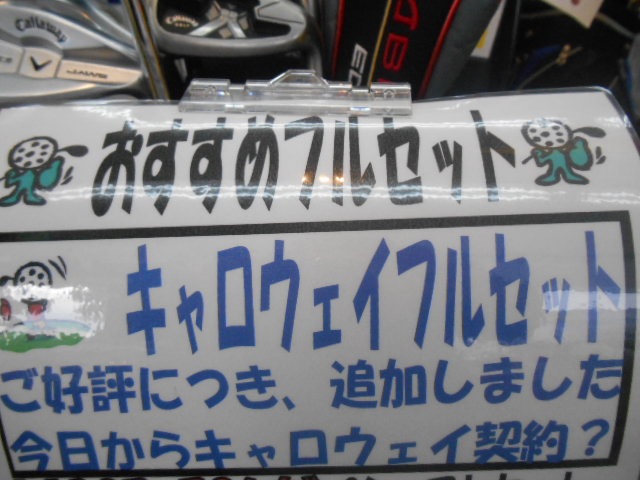 Callaway
Callaway
おすすめフルセット
キャロウェイフルセット
ご好評につき、追加しました
今日からキャロウェイ契約？